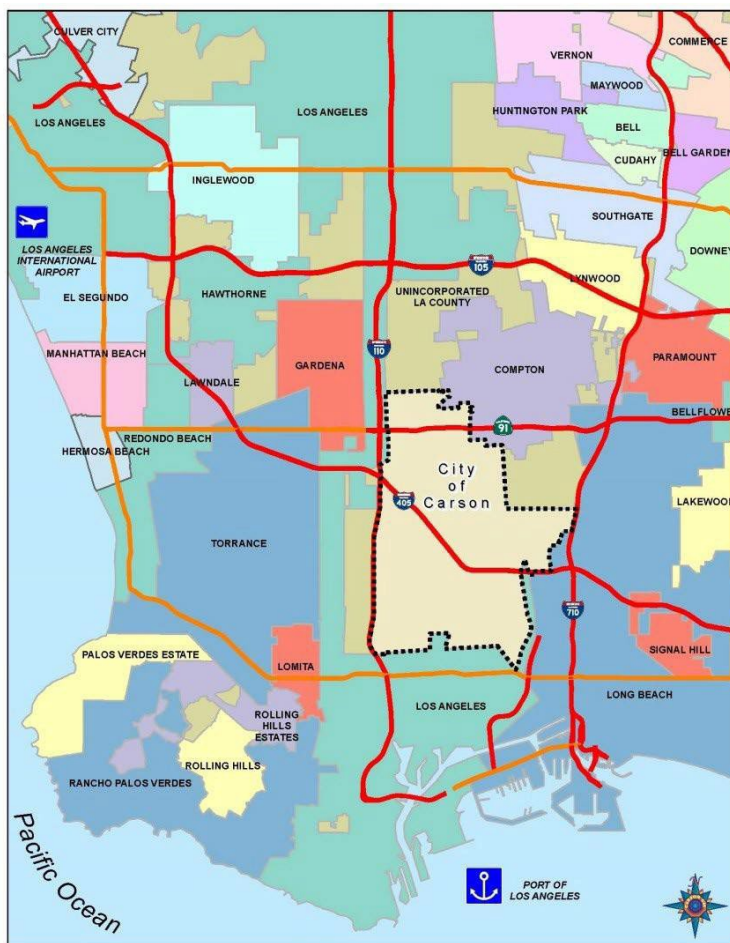 CULVER CITY
VERNON
COMMERCE
MAYWOOD
LOS ANGELES
LOS ANGELES
HUNTINGTON PARK
BELL
BELL GARDEN
CUDAHY
INGLEWOOD
SOUTHGATE
LOS ANGELES
INTERNATIONAL
AIRPORT
DOWNEY
105
LYNWOOD
EL SEGUNDO
HAWTHORNE
UNINCORPORATED
LA COUNTY
110
MANHATTAN BEACH
GARDENA
PARAMOUNT
LAWNDALE
COMPTON
BELLFLOWE
91
REDONDO BEACH
HERMOSA BEACH
City
of
Carson
405
LAKEWOOD
TORRANCE
710
SIGNAL HILL
PALOS VERDES ESTATE
LOMITA
LONG BEACH
LOS ANGELES
ROLLING
HILLS
ESTATES
ROLLING HILLS
RANCHO PALOS VERDES
Pacific Ocean
PORT OF
LOS ANGELES